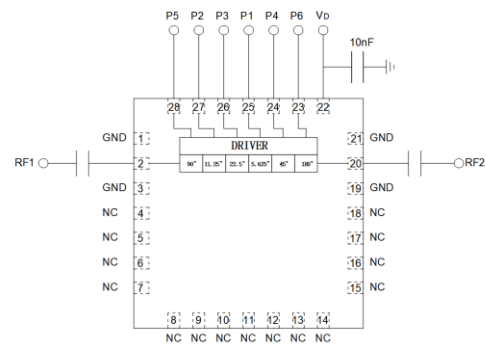 P5 P2 P3 P1 P4 P6 VD
10nF
28 27 26 25 24 23 22
GND 1 21 GND
DRIVER
RF1 2 90° 11.25° 22.5° 5.625° 45° 180° 20 RF2
GND 3 19 GND
NC 4 18 NC
NC 5 17 NC
NC 6 16 NC
NC 7 15 NC
8 9 10 11 12 13 14
NC NC NC NC NC NC NC